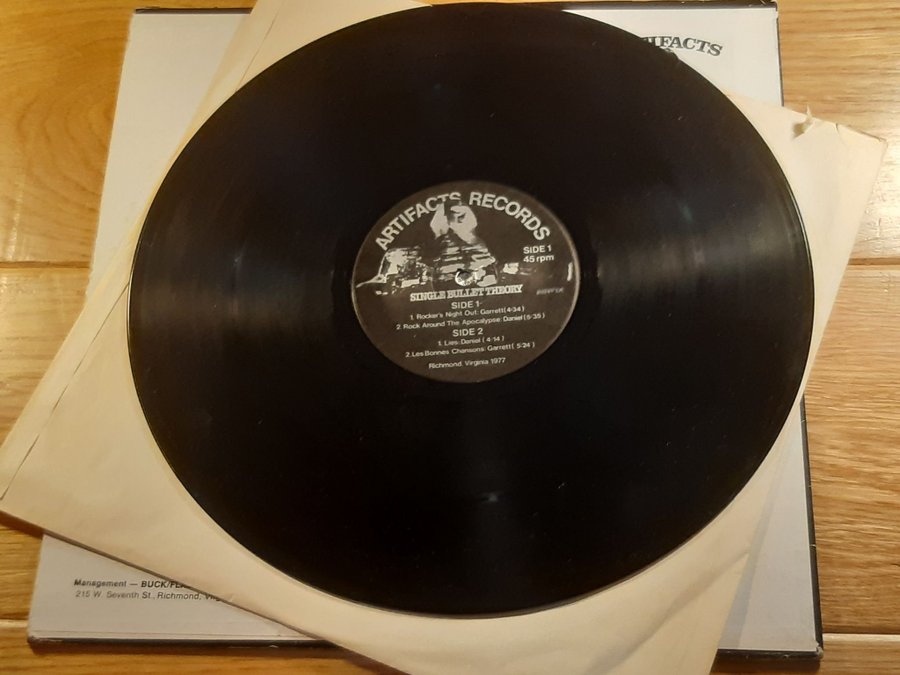 IFACTS
ARTIFACTS RECORDS
SIDE 1
45 rpm
SINGLE BULLET THEORY
SIDE 1
1. Rocker's Night Out: Garrett (4:34)
2. Rock Around The Apocalypse: Daniel (5:35)
SIDE 2
1. Lies: Daniel (4:14)
2. Les Bonnes Chansons: Garrett (5:24)
Richmond, Virginia 1977
Management — BUCK/FLA
215 W. Seventh St., Richmond, Virg